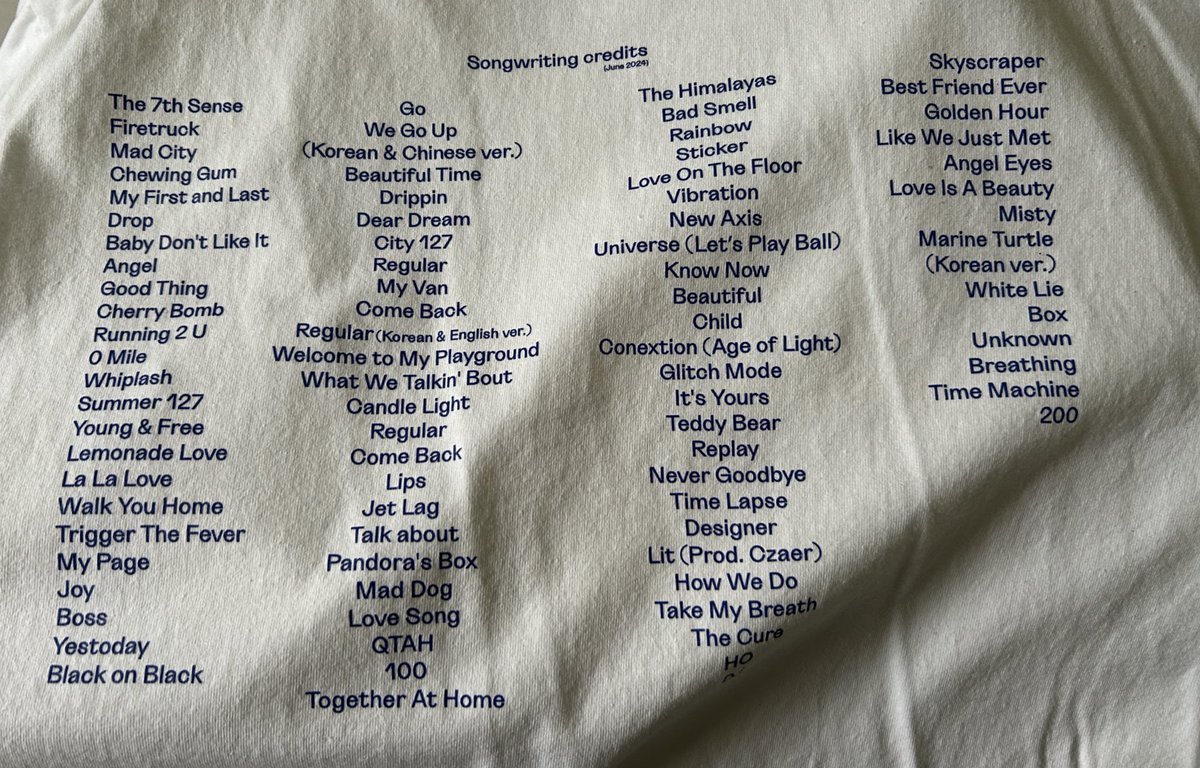 Songwriting credits
(June 2024)
The 7th Sense
Firetruck
Mad City
Chewing Gum
My First and Last
Drop
Baby Don't Like It
Angel
Good Thing
Cherry Bomb
Running 2 U
0 Mile
Whiplash
Summer 127
Young & Free
Lemonade Love
La La Love
Walk You Home
Trigger The Fever
My Page
Joy
Boss
Yestoday
Black on Black
Go
We Go Up
(Korean & Chinese ver.)
Beautiful Time
Drippin
Dear Dream
City 127
Regular
My Van
Come Back
Regular (Korean & English ver.)
Welcome to My Playground
What We Talkin' Bout
Candle Light
Regular
Come Back
Lips
Jet Lag
Talk about
Pandora's Box
Mad Dog
Love Song
QTAH
100
Together At Home
The Himalayas
Bad Smell
Rainbow
Sticker
Love On The Floor
Vibration
New Axis
Universe (Let's Play Ball)
Know Now
Beautiful
Child
Conextion (Age of Light)
Glitch Mode
It's Yours
Teddy Bear
Replay
Never Goodbye
Time Lapse
Designer
Lit (Prod. Czaer)
How We Do
Take My Breath
The Cure
HO
Skyscraper
Best Friend Ever
Golden Hour
Like We Just Met
Angel Eyes
Love Is A Beauty
Misty
Marine Turtle
(Korean ver.)
White Lie
Box
Unknown
Breathing
Time Machine
200